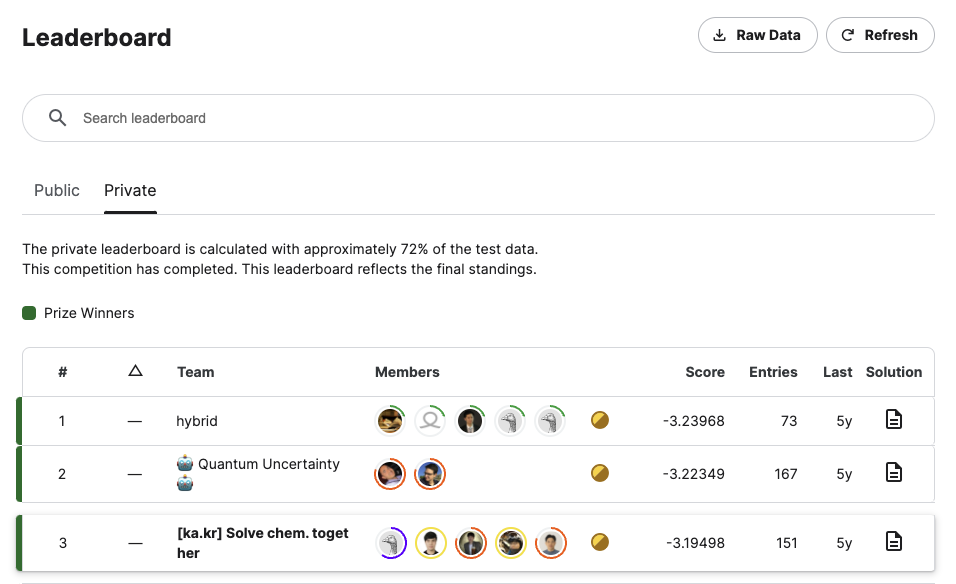 Leaderboard
Raw Data
Refresh
Search leaderboard
Public Private
The private leaderboard is calculated with approximately 72% of the test data.
This competition has completed. This leaderboard reflects the final standings.
Prize Winners
# △ Team Members Score Entries Last Solution
1 — hybrid -3.23968 73 5y
2 — 🤖 Quantum Uncertainty 🤖 -3.22349 167 5y
3 — [ka.kr] Solve chem. toget
her -3.19498 151 5y